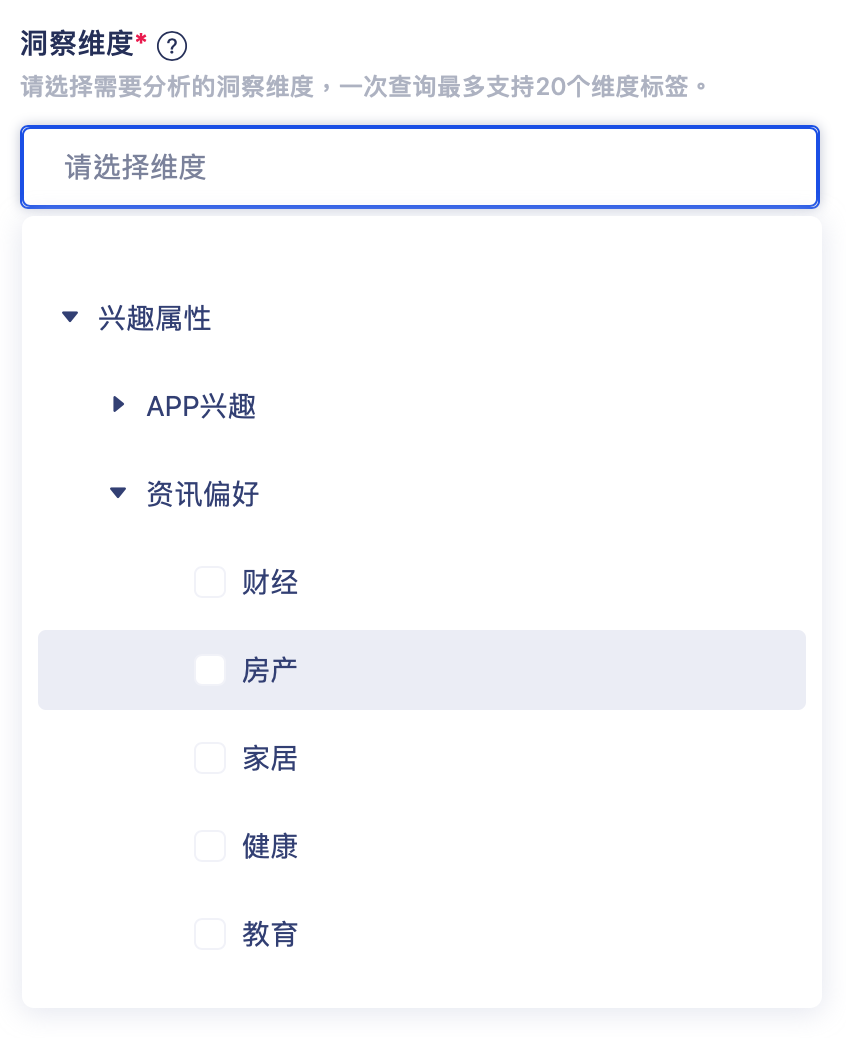 洞察维度* ?
请选择需要分析的洞察维度，一次查询最多支持20个维度标签。
请选择维度
兴趣属性
APP兴趣
资讯偏好
财经
房产
家居
健康
教育